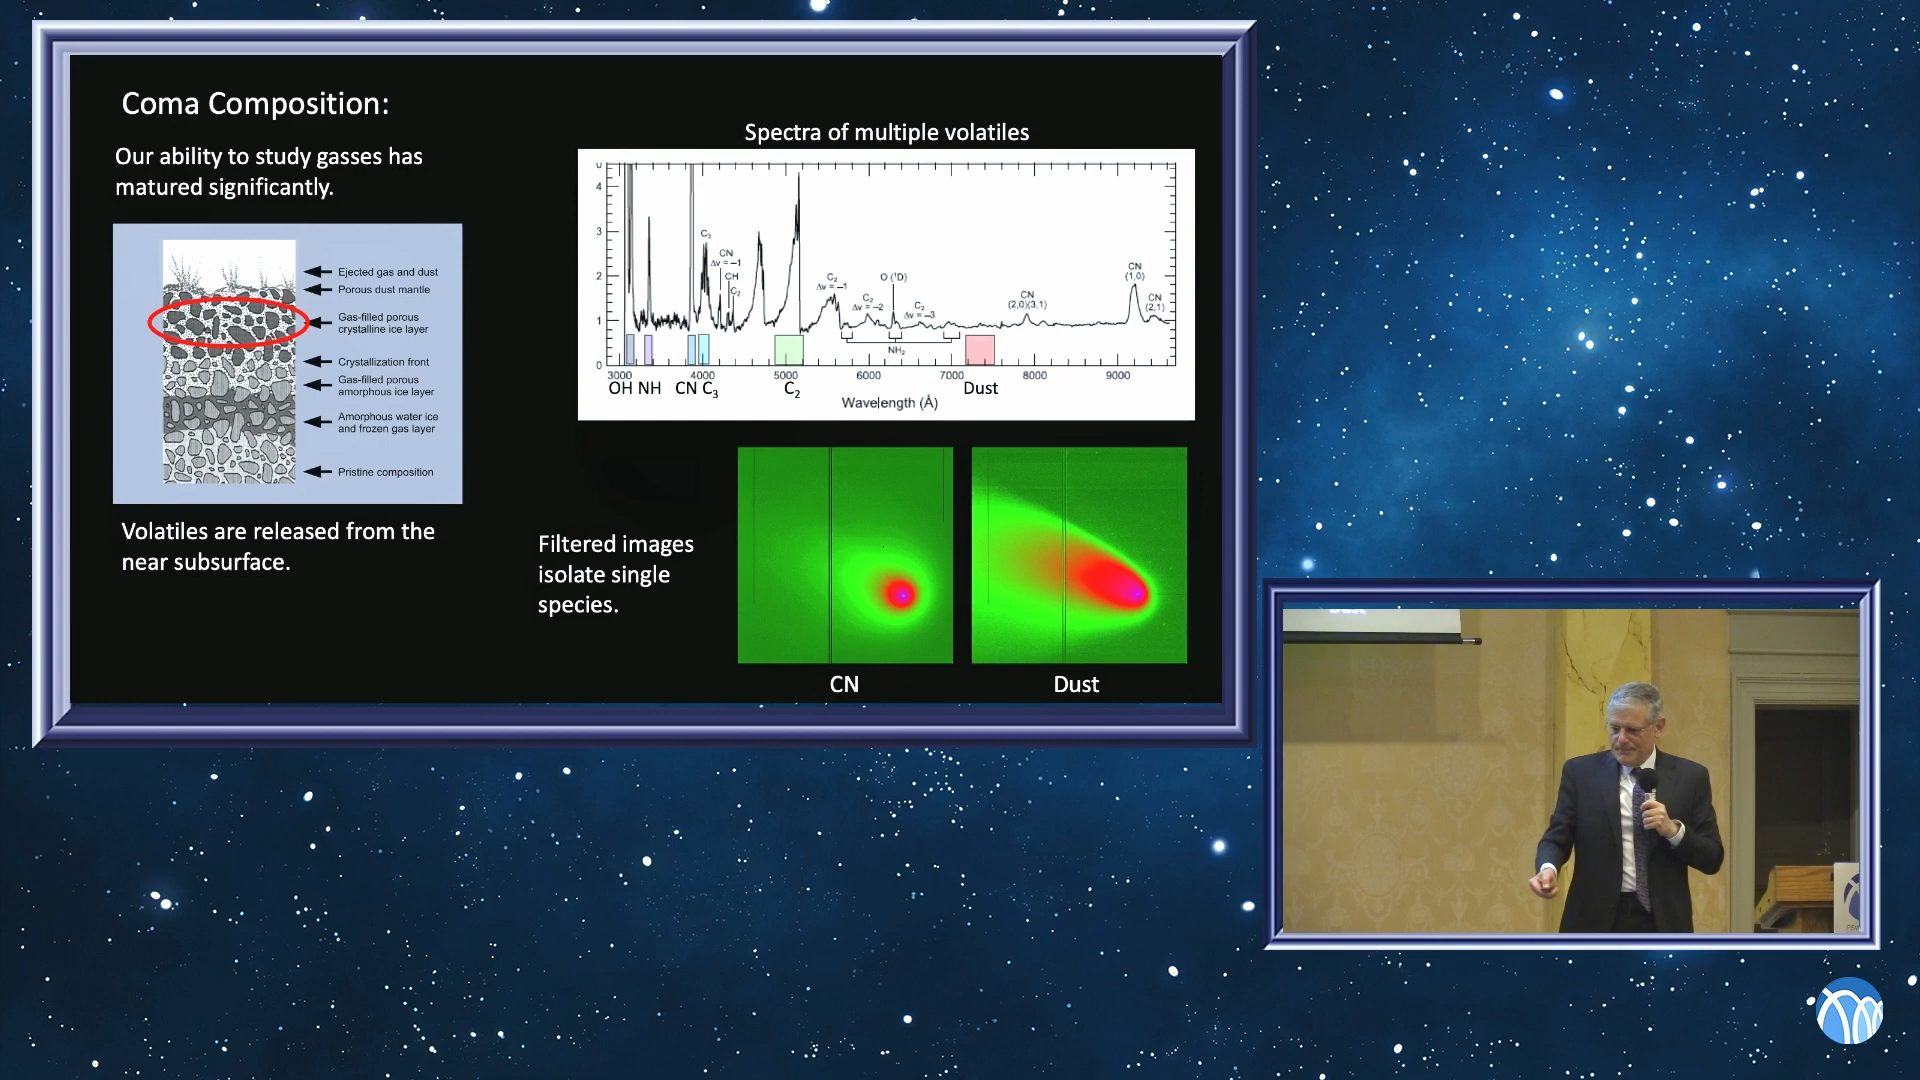 Coma Composition:
Our ability to study gasses has
matured significantly.
Ejected gas and dust
Porous dust mantle
Gas-filled porous
crystalline ice layer
Crystallization front
Gas-filled porous
amorphous ice layer
Amorphous water ice
and frozen gas layer
Pristine composition
Volatiles are released from the
near subsurface.
Spectra of multiple volatiles
4
3
2
1
0
C3
CN
Δv = –1
CH
C2
C2
Δv = –1
C2
Δv = –2
O (¹D)
C2
Δv = –3
NH2
CN
(2,0)(3,1)
CN
(1,0)
CN
(2,1)
3000 4000 5000 6000 7000 8000 9000
OH NH CN C3 C2 Dust
Wavelength (Å)
Filtered images
isolate single
species.
CN
Dust